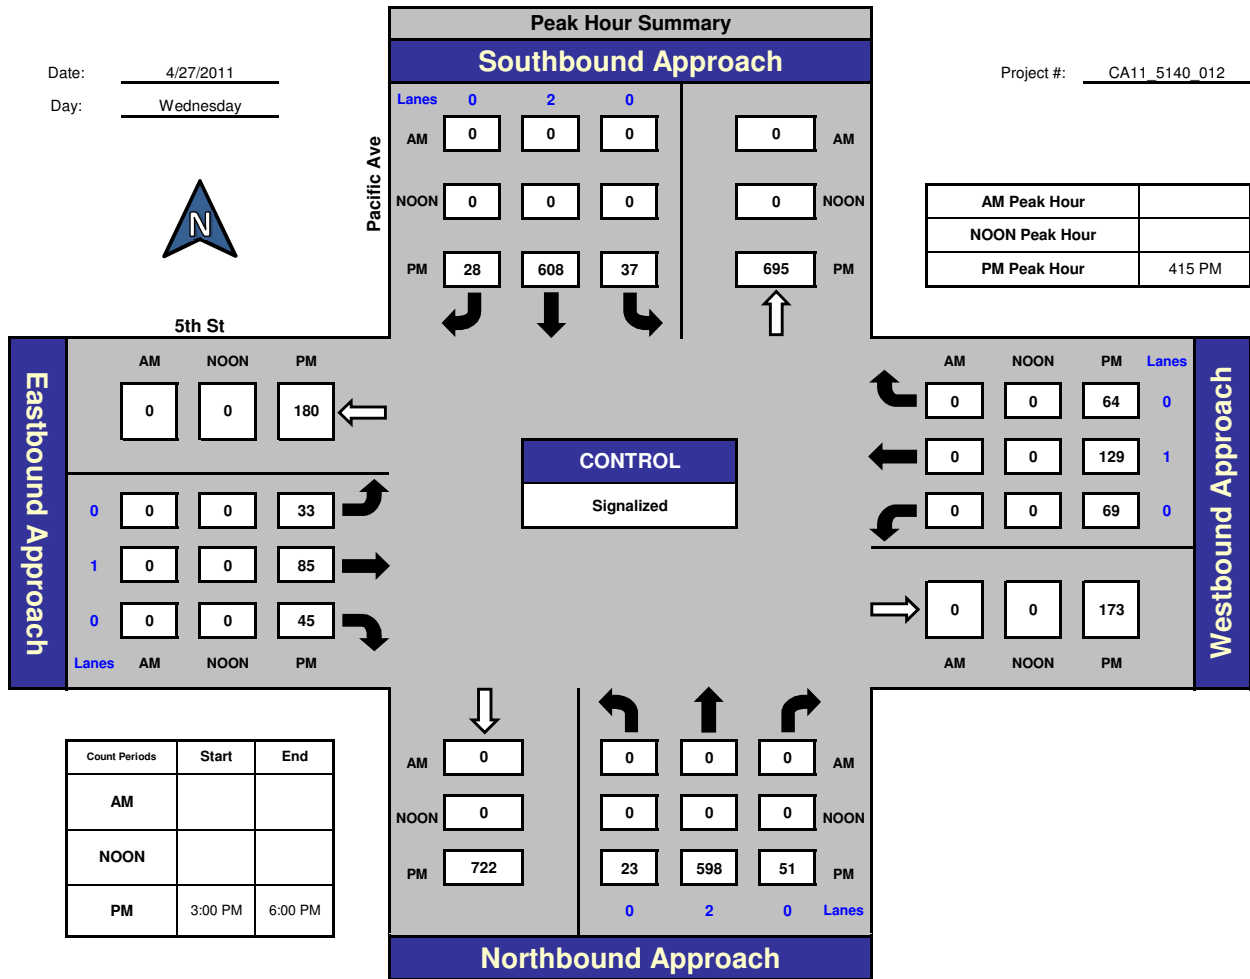 Peak Hour Summary
Southbound Approach
Date: 4/27/2011
Project #: CA11_5140_012
Day: Wednesday
Lanes 0 2 0
AM 0 0 0 0 AM
Pacific Ave
N
NOON 0 0 0 0 NOON
AM Peak Hour
NOON Peak Hour
PM Peak Hour 415 PM
PM 28 608 37 695 PM
5th St
Eastbound Approach
AM NOON PM
0 0 180
0 0 0 33
1 0 0 85
0 0 0 45
Lanes AM NOON PM
CONTROL
Signalized
AM NOON PM Lanes
0 0 64 0
0 0 129 1
0 0 69 0
0 0 173
AM NOON PM
Westbound Approach
Count Periods Start End
AM
NOON
PM 3:00 PM 6:00 PM
AM 0 0 0 0 AM
NOON 0 0 0 0 NOON
PM 722 23 598 51 PM
0 2 0 Lanes
Northbound Approach